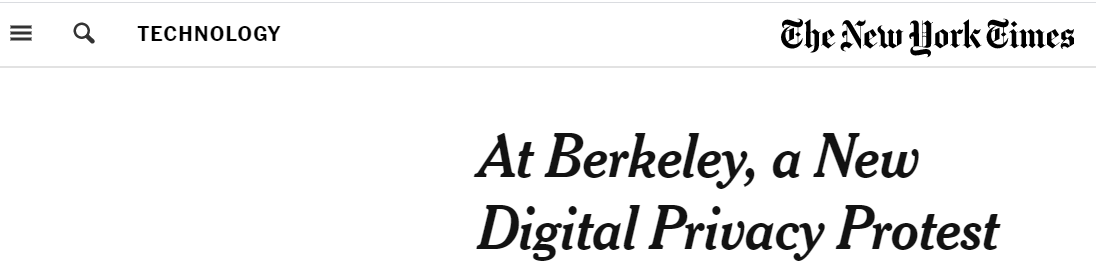 TECHNOLOGY
The New York Times
At Berkeley, a New
Digital Privacy Protest